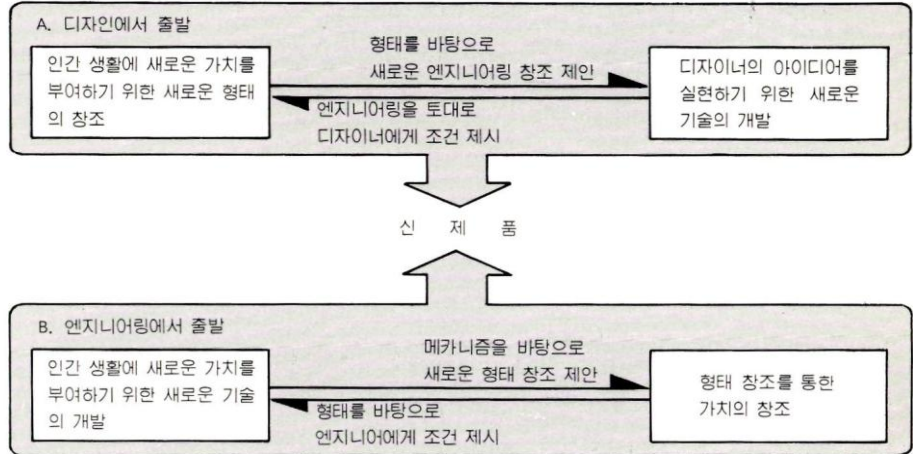 A. 디자인에서 출발
인간 생활에 새로운 가치를
부여하기 위한 새로운 형태
의 창조
형태를 바탕으로
새로운 엔지니어링 창조 제안
엔지니어링을 토대로
디자이너에게 조건 제시
디자이너의 아이디어를
실현하기 위한 새로운
기술의 개발
신 제 품
B. 엔지니어링에서 출발
인간 생활에 새로운 가치를
부여하기 위한 새로운 기술
의 개발
메카니즘을 바탕으로
새로운 형태 창조 제안
형태를 바탕으로
엔지니어에게 조건 제시
형태 창조를 통한
가치의 창조